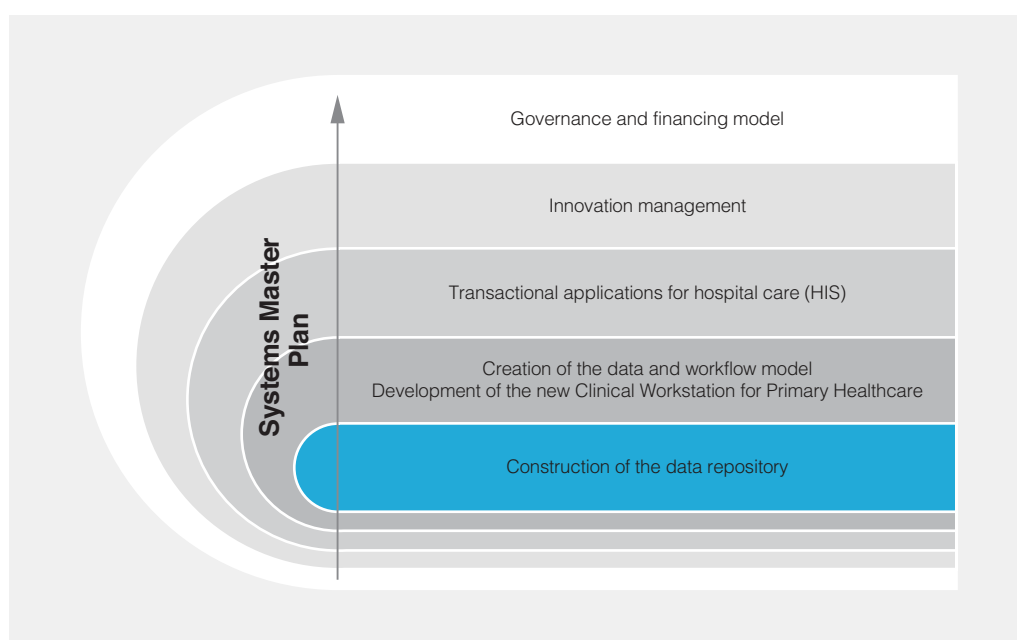 Governance and financing model
Innovation management
Transactional applications for hospital care (HIS)
Creation of the data and workflow model
Development of the new Clinical Workstation for Primary Healthcare
Construction of the data repository
Systems Master
Plan